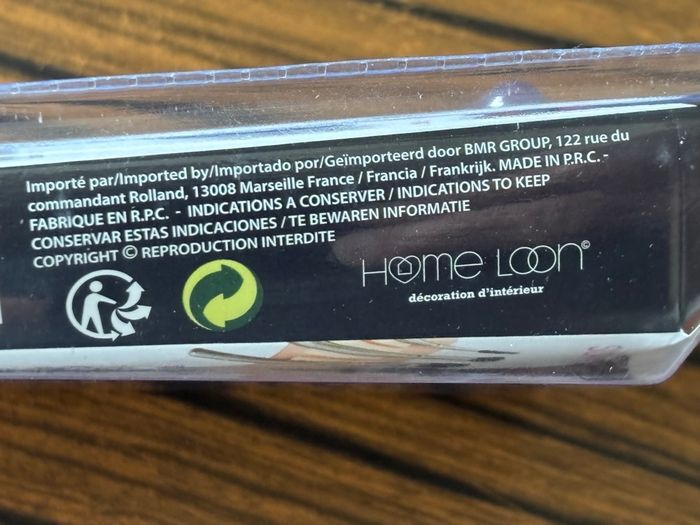 Importé par/Imported by/Importado por/Geïmporteerd door BMR GROUP, 122 rue du
commandant Rolland, 13008 Marseille France / Francia / Frankrijk. MADE IN P.R.C. -
FABRIQUE EN R.P.C. - INDICATIONS A CONSERVER / INDICATIONS TO KEEP
CONSERVAR ESTAS INDICACIONES / TE BEWAREN INFORMATIE
COPYRIGHT © REPRODUCTION INTERDITE
HOME LOON©
décoration d'intérieur